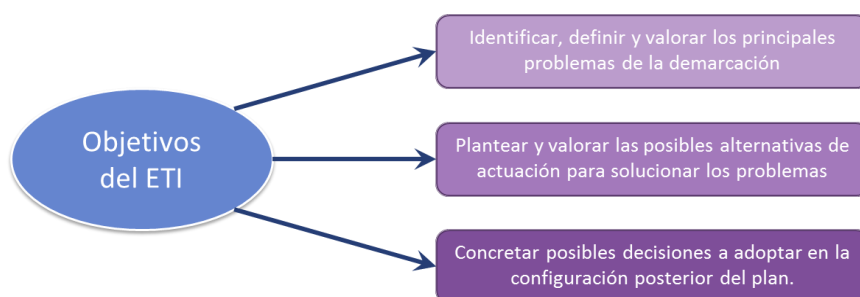 Objetivos
del ETI
Identificar, definir y valorar los principales
problemas de la demarcación
Plantear y valorar las posibles alternativas de
actuación para solucionar los problemas
Concretar posibles decisiones a adoptar en la
configuración posterior del plan.